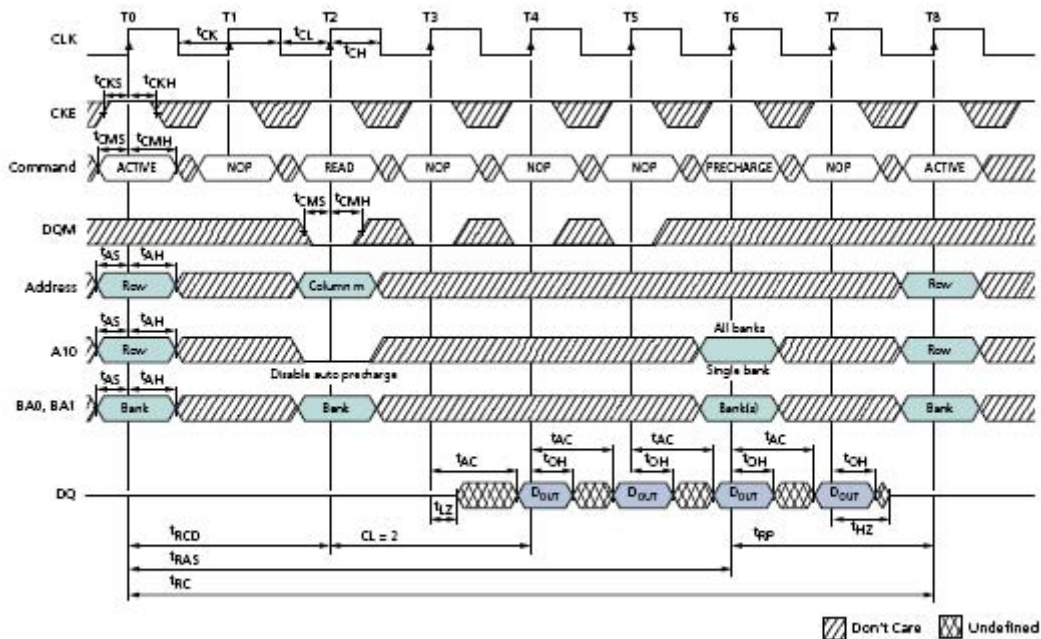 T0 T1 T2 T3 T4 T5 T6 T7 T8
CLK
tCK tCL tCH
tCKS tCKH
CKE
tCMS tCMH
Command ACTIVE NOP READ NOP NOP NOP PRECHARGE NOP ACTIVE
tCMS tCMH
DQM
tAS tAH
Address Row Column m Row
tAS tAH
All banks
A10 Row Row
Disable auto precharge Single bank
tAS tAH
BA0, BA1 Bank Bank Bank(s) Bank
tAC tAC tAC tAC
tOH tOH tOH tOH
DQ DOUT DOUT DOUT DOUT
tLZ tHZ
tRCD CL = 2 tRP
tRAS
tRC
Don't Care Undefined